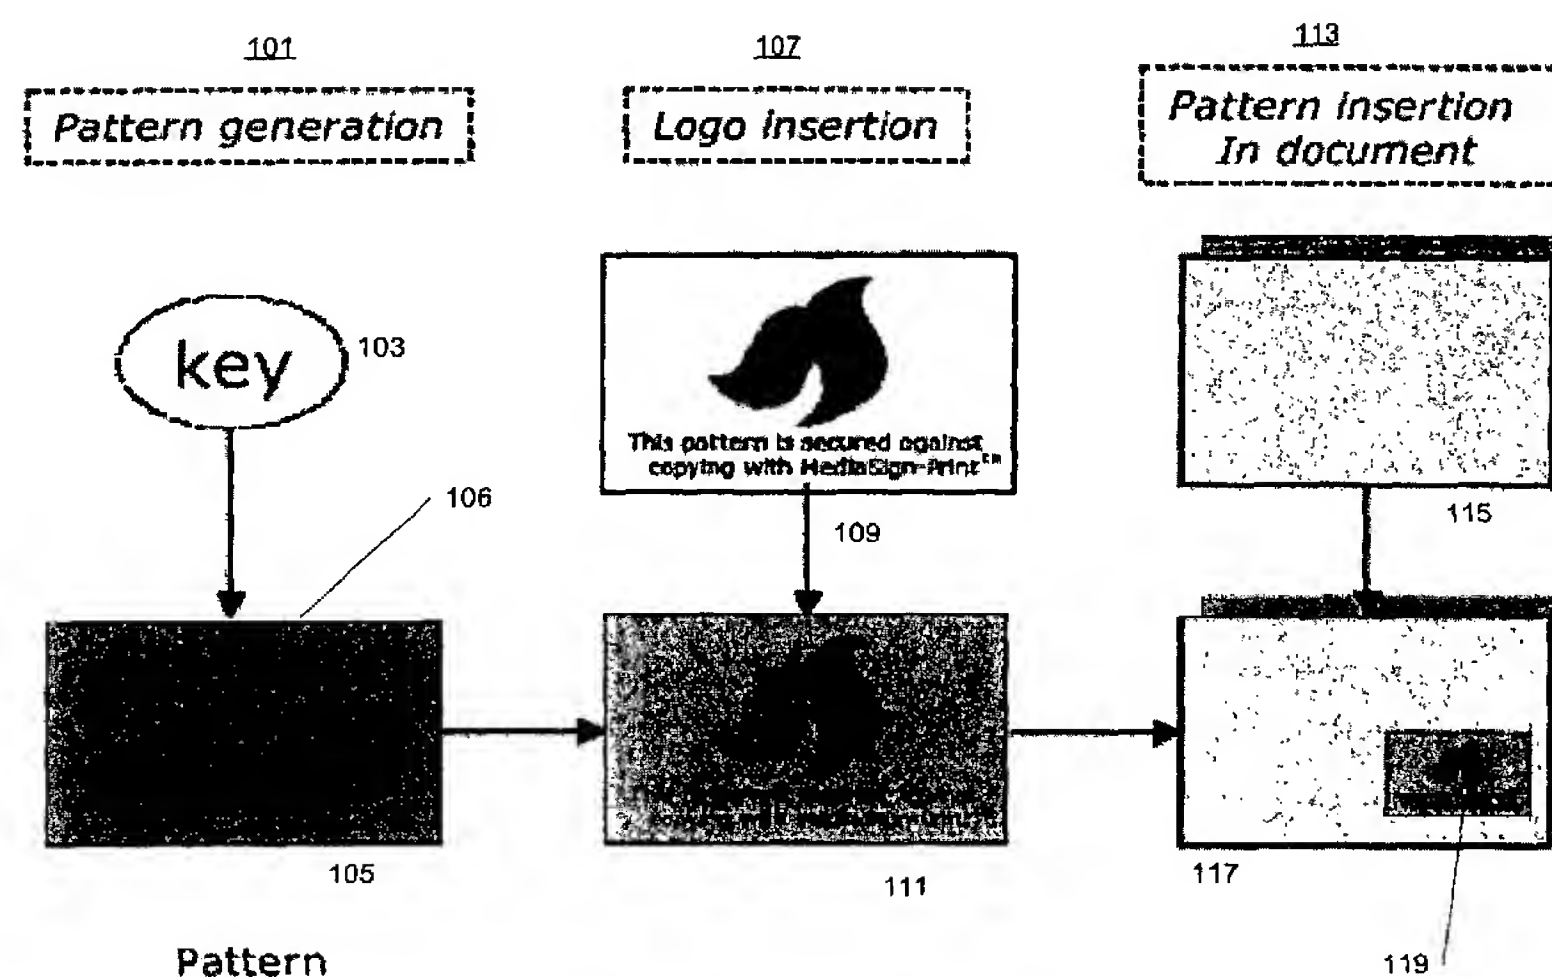 101
107
113
Pattern generation
Logo insertion
Pattern insertion
In document
key
103
This pattern is secured against
copying with MediaSign-Print™
106
109
115
105
111
117
Pattern
119